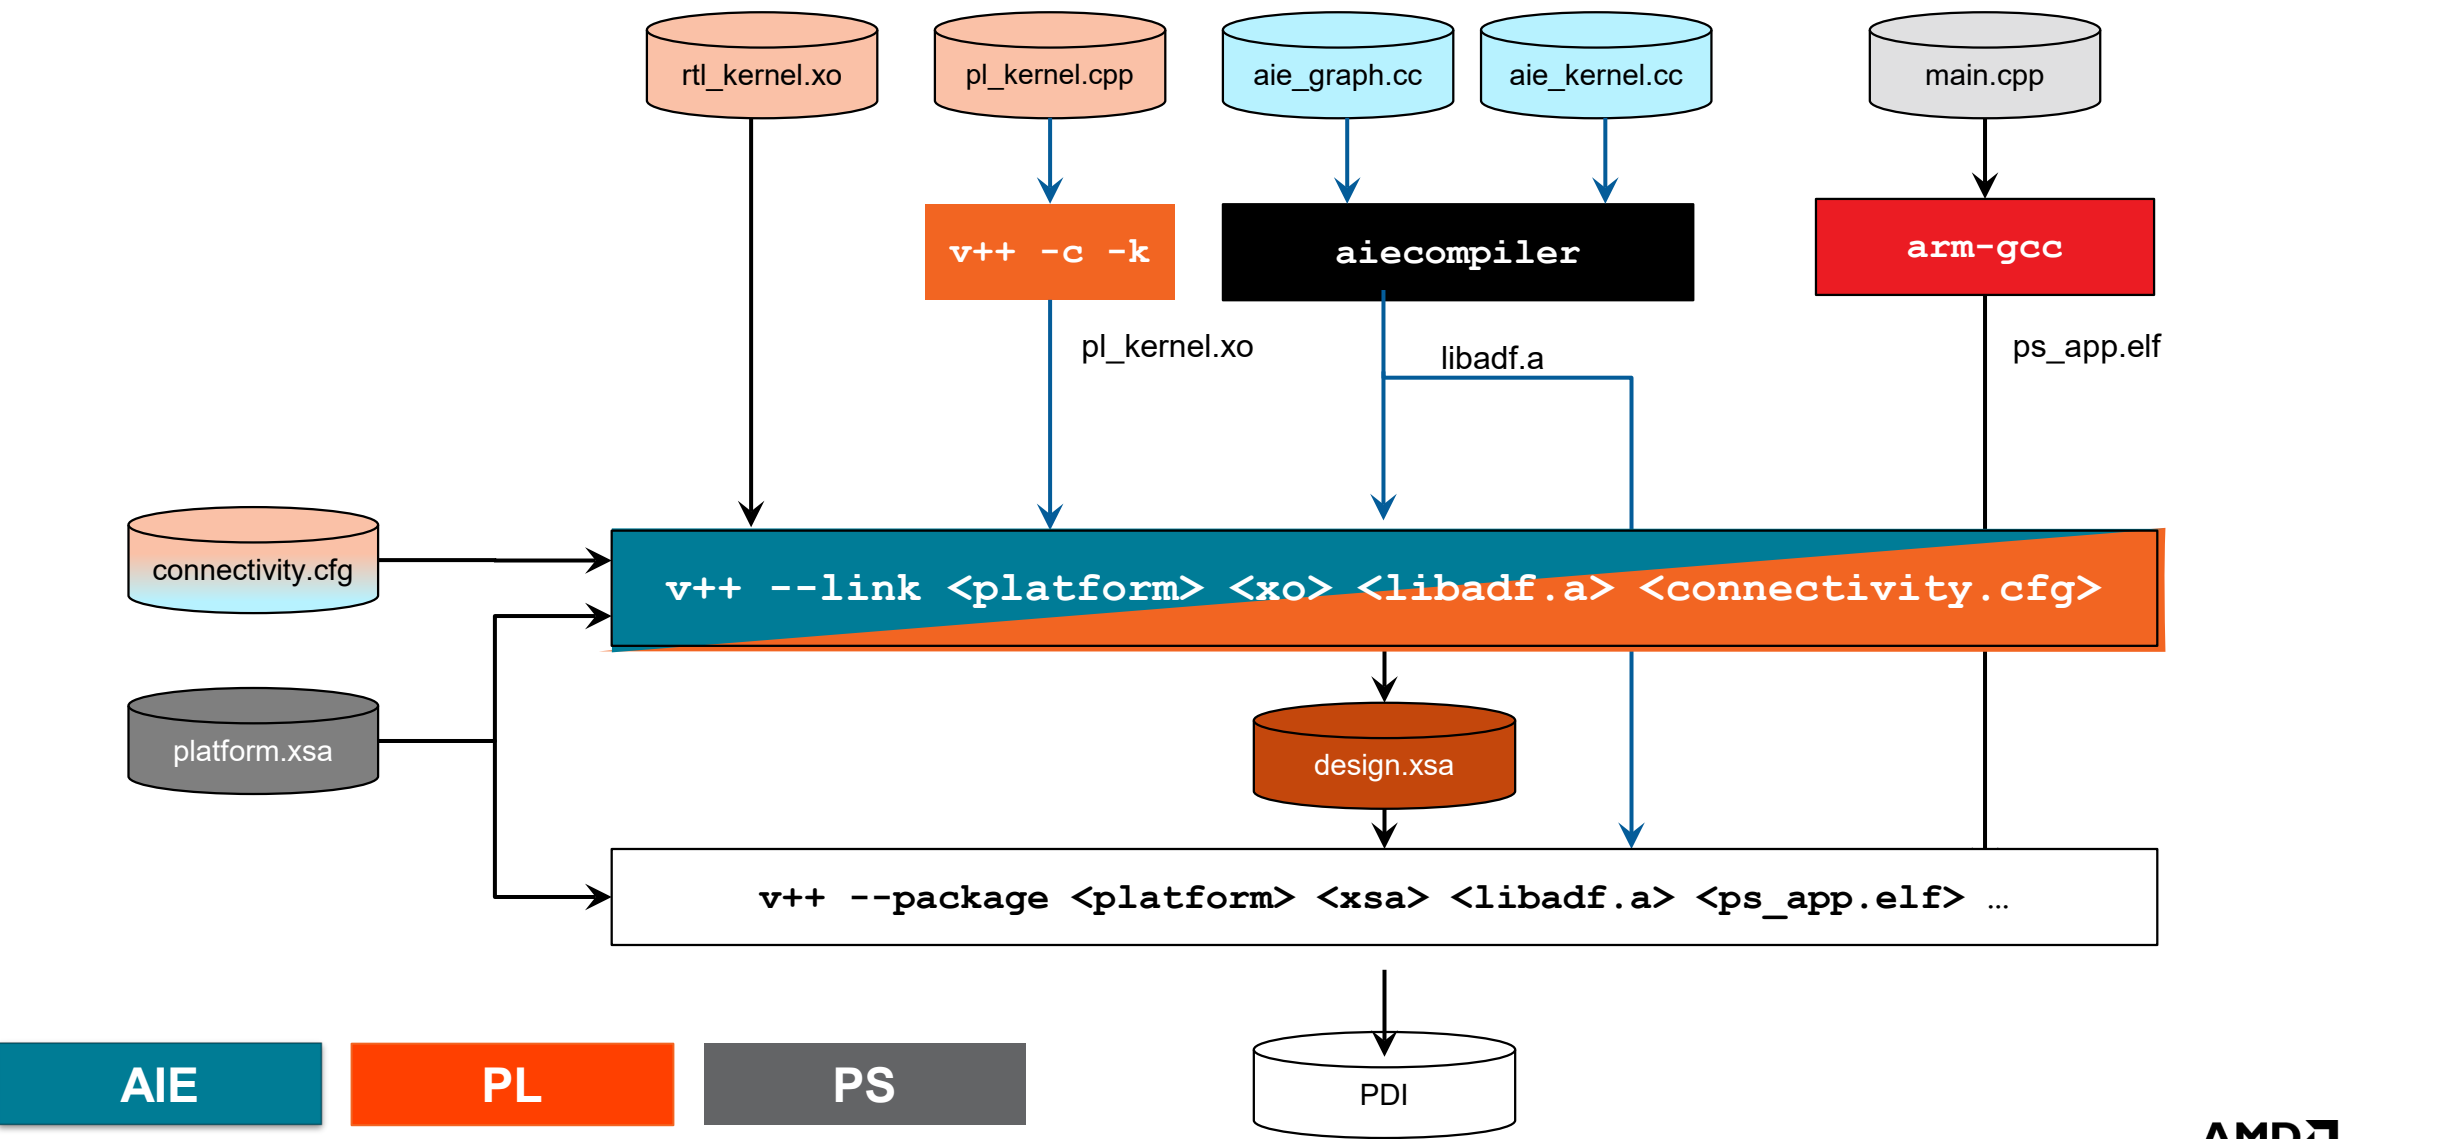 rtl_kernel.xo
pl_kernel.cpp
aie_graph.cc
aie_kernel.cc
main.cpp
v++ -c -k
aiecompiler
arm-gcc
pl_kernel.xo
libadf.a
ps_app.elf
connectivity.cfg
v++ --link <platform> <xo> <libadf.a> <connectivity.cfg>
platform.xsa
design.xsa
v++ --package <platform> <xsa> <libadf.a> <ps_app.elf> …
AIE
PL
PS
PDI
AMD